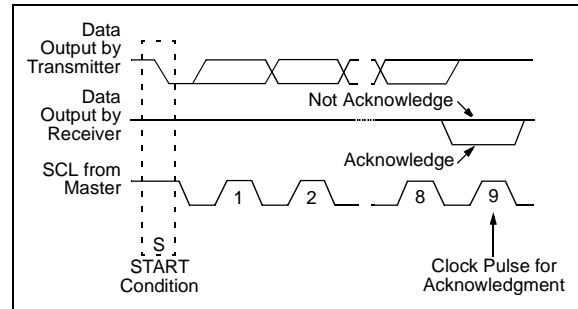 Data
Output by
Transmitter
Data
Output by
Receiver
Not Acknowledge
Acknowledge
SCL from
Master
1
2
8
9
S
START
Condition
Clock Pulse for
Acknowledgment